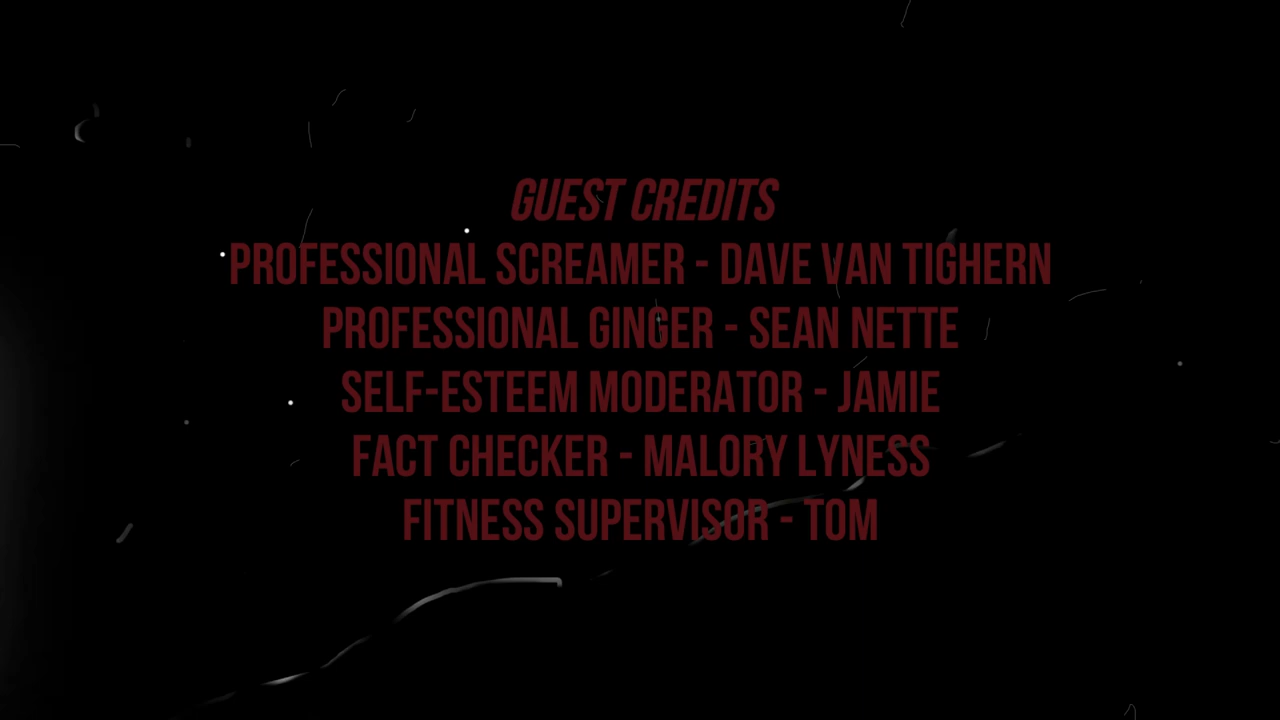 GUEST CREDITS
PROFESSIONAL SCREAMER - DAVE VAN TIGHERN
PROFESSIONAL GINGER - SEAN NETTE
SELF-ESTEEM MODERATOR - JAMIE
FACT CHECKER - MALORY LYNESS
FITNESS SUPERVISOR - TOM